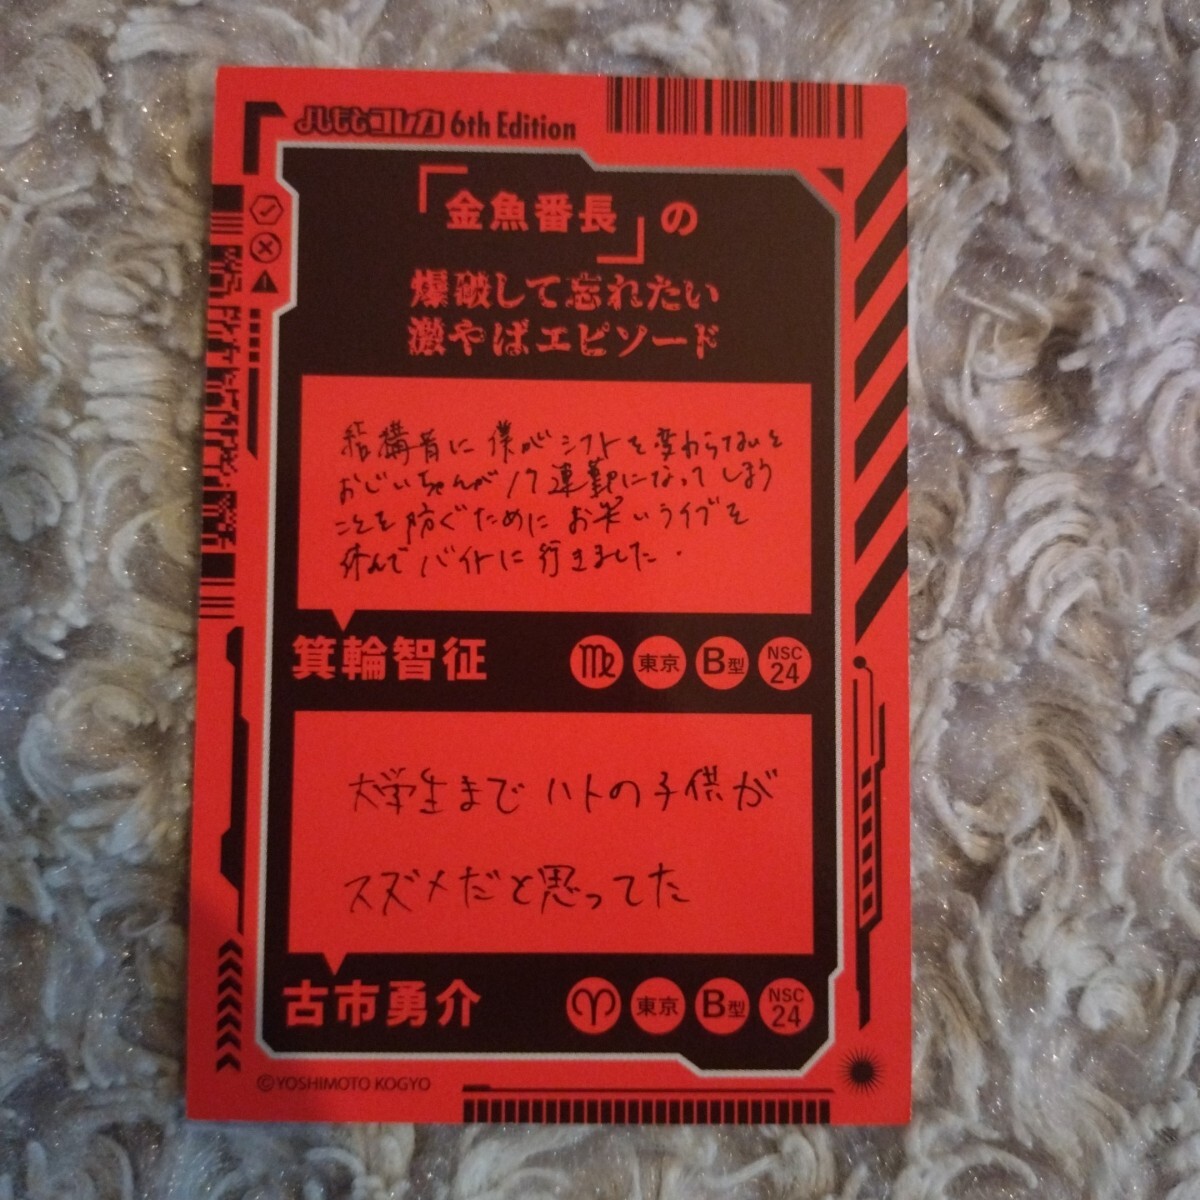 ハももコレカ 6th Edition
「金魚番長」の
爆破して忘れたい
激やばエピソード
結構前に僕がシフトを変わらないと
おじいちゃんが17連勤になってしまう
ことを防ぐためにお笑いライブを
休んでバイトに行きました.
箕輪智征 ♍ 東京 B型 NSC 24
大学生までハトの子供が
スズメだと思ってた
古市勇介 ♈ 東京 B型 NSC 24
©YOSHIMOTO KOGYO